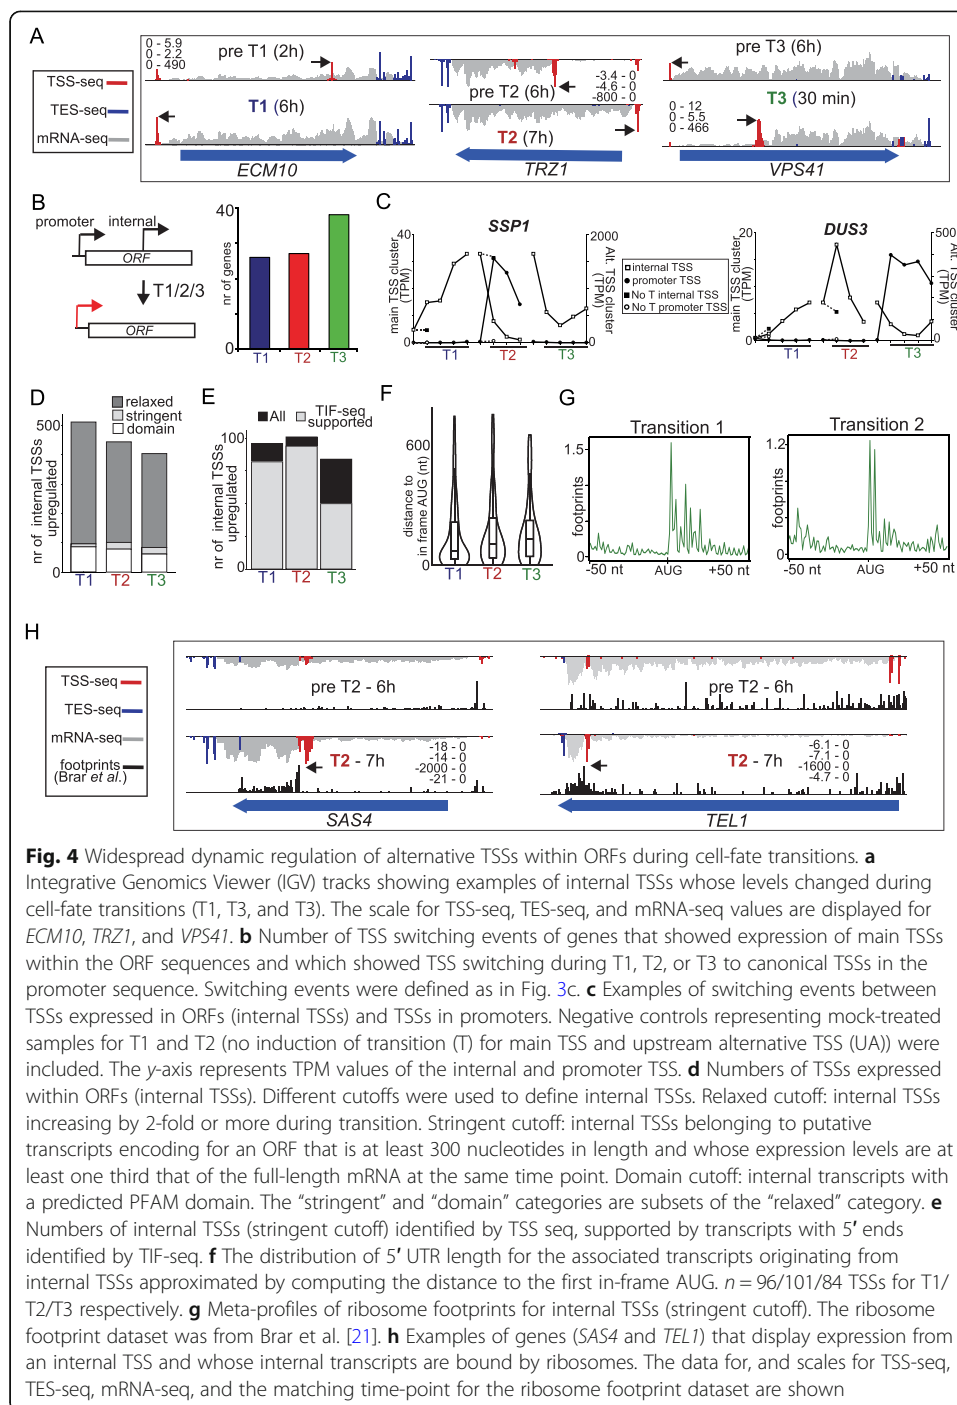 A
TSS-seq
TES-seq
mRNA-seq
0 - 5.9
0 - 2.2
0 - 490
pre T1 (2h)
T1 (6h)
ECM10
-3.4 - 0
-4.6 - 0
-800 - 0
pre T2 (6h)
T2 (7h)
TRZ1
pre T3 (6h)
T3 (30 min)
0 - 12
0 - 5.5
0 - 466
VPS41
B
promoter internal
ORF
T1/2/3
ORF
nr of genes
40
0
T1 T2 T3
C
SSP1
main TSS cluster
(TPM)
40
0
2000
0
Alt. TSS cluster
(TPM)
T1 T2 T3
internal TSS
promoter TSS
No T internal TSS
No T promoter TSS
DUS3
main TSS cluster
(TPM)
20
0
500
0
Alt. TSS cluster
(TPM)
T1 T2 T3
D
relaxed
stringent
domain
nr of internal TSSs
upregulated
500
0
T1 T2 T3
E
All
TIF-seq
supported
nr of internal TSSs
upregulated
100
0
T1 T2 T3
F
distance to
in frame AUG (nt)
600
0
T1 T2 T3
G
Transition 1
footprints
1.5
0
-50 nt AUG +50 nt
Transition 2
footprints
1.2
0
-50 nt AUG +50 nt
H
TSS-seq
TES-seq
mRNA-seq
footprints
(Brar et al.)
pre T2 - 6h
T2 - 7h
-18 - 0
-14 - 0
-2000 - 0
-21 - 0
SAS4
pre T2 - 6h
T2 - 7h
-6.1 - 0
-7.1 - 0
-1600 - 0
-4.7 - 0
TEL1
Fig. 4 Widespread dynamic regulation of alternative TSSs within ORFs during cell-fate transitions. a
Integrative Genomics Viewer (IGV) tracks showing examples of internal TSSs whose levels changed during
cell-fate transitions (T1, T3, and T3). The scale for TSS-seq, TES-seq, and mRNA-seq values are displayed for
ECM10, TRZ1, and VPS41. b Number of TSS switching events of genes that showed expression of main TSSs
within the ORF sequences and which showed TSS switching during T1, T2, or T3 to canonical TSSs in the
promoter sequence. Switching events were defined as in Fig. 3c. c Examples of switching events between
TSSs expressed in ORFs (internal TSSs) and TSSs in promoters. Negative controls representing mock-treated
samples for T1 and T2 (no induction of transition (T) for main TSS and upstream alternative TSS (UA)) were
included. The y-axis represents TPM values of the internal and promoter TSS. d Numbers of TSSs expressed
within ORFs (internal TSSs). Different cutoffs were used to define internal TSSs. Relaxed cutoff: internal TSSs
increasing by 2-fold or more during transition. Stringent cutoff: internal TSSs belonging to putative
transcripts encoding for an ORF that is at least 300 nucleotides in length and whose expression levels are at
least one third that of the full-length mRNA at the same time point. Domain cutoff: internal transcripts with
a predicted PFAM domain. The “stringent” and “domain” categories are subsets of the “relaxed” category. e
Numbers of internal TSSs (stringent cutoff) identified by TSS seq, supported by transcripts with 5′ ends
identified by TIF-seq. f The distribution of 5′ UTR length for the associated transcripts originating from
internal TSSs approximated by computing the distance to the first in-frame AUG. n = 96/101/84 TSSs for T1/
T2/T3 respectively. g Meta-profiles of ribosome footprints for internal TSSs (stringent cutoff). The ribosome
footprint dataset was from Brar et al. [21]. h Examples of genes (SAS4 and TEL1) that display expression from
an internal TSS and whose internal transcripts are bound by ribosomes. The data for, and scales for TSS-seq,
TES-seq, mRNA-seq, and the matching time-point for the ribosome footprint dataset are shown